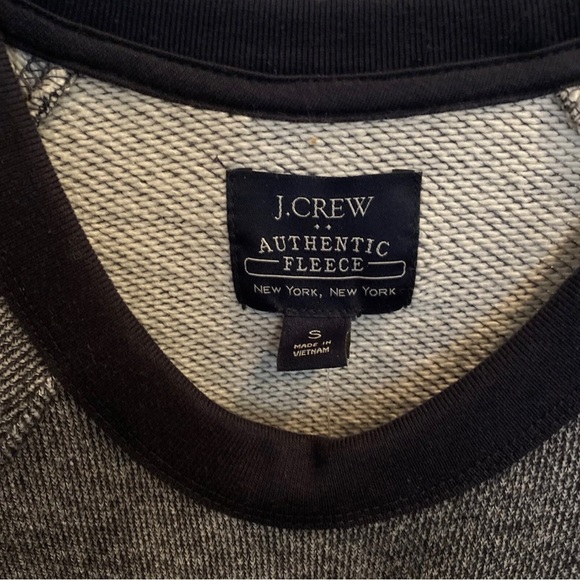 J.CREW
AUTHENTIC
FLEECE
NEW YORK, NEW YORK
S
MADE IN
VIETNAM